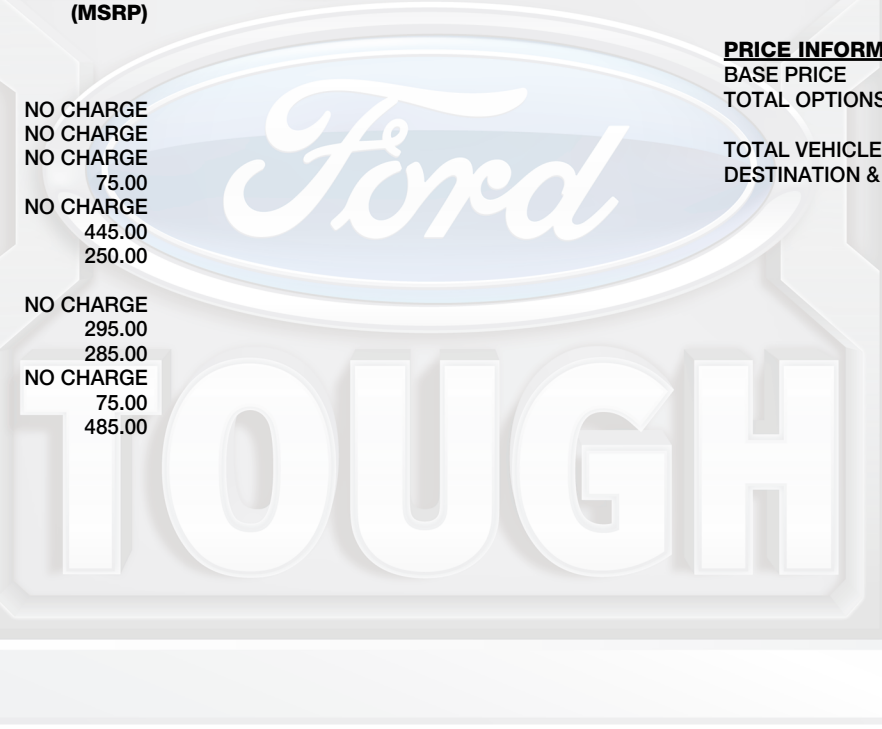 (MSRP)
NO CHARGE
NO CHARGE
NO CHARGE
75.00
NO CHARGE
445.00
250.00
NO CHARGE
295.00
285.00
NO CHARGE
75.00
485.00
PRICE INFORM
BASE PRICE
TOTAL OPTIONS
TOTAL VEHICLE
DESTINATION &
Ford
TOUGH